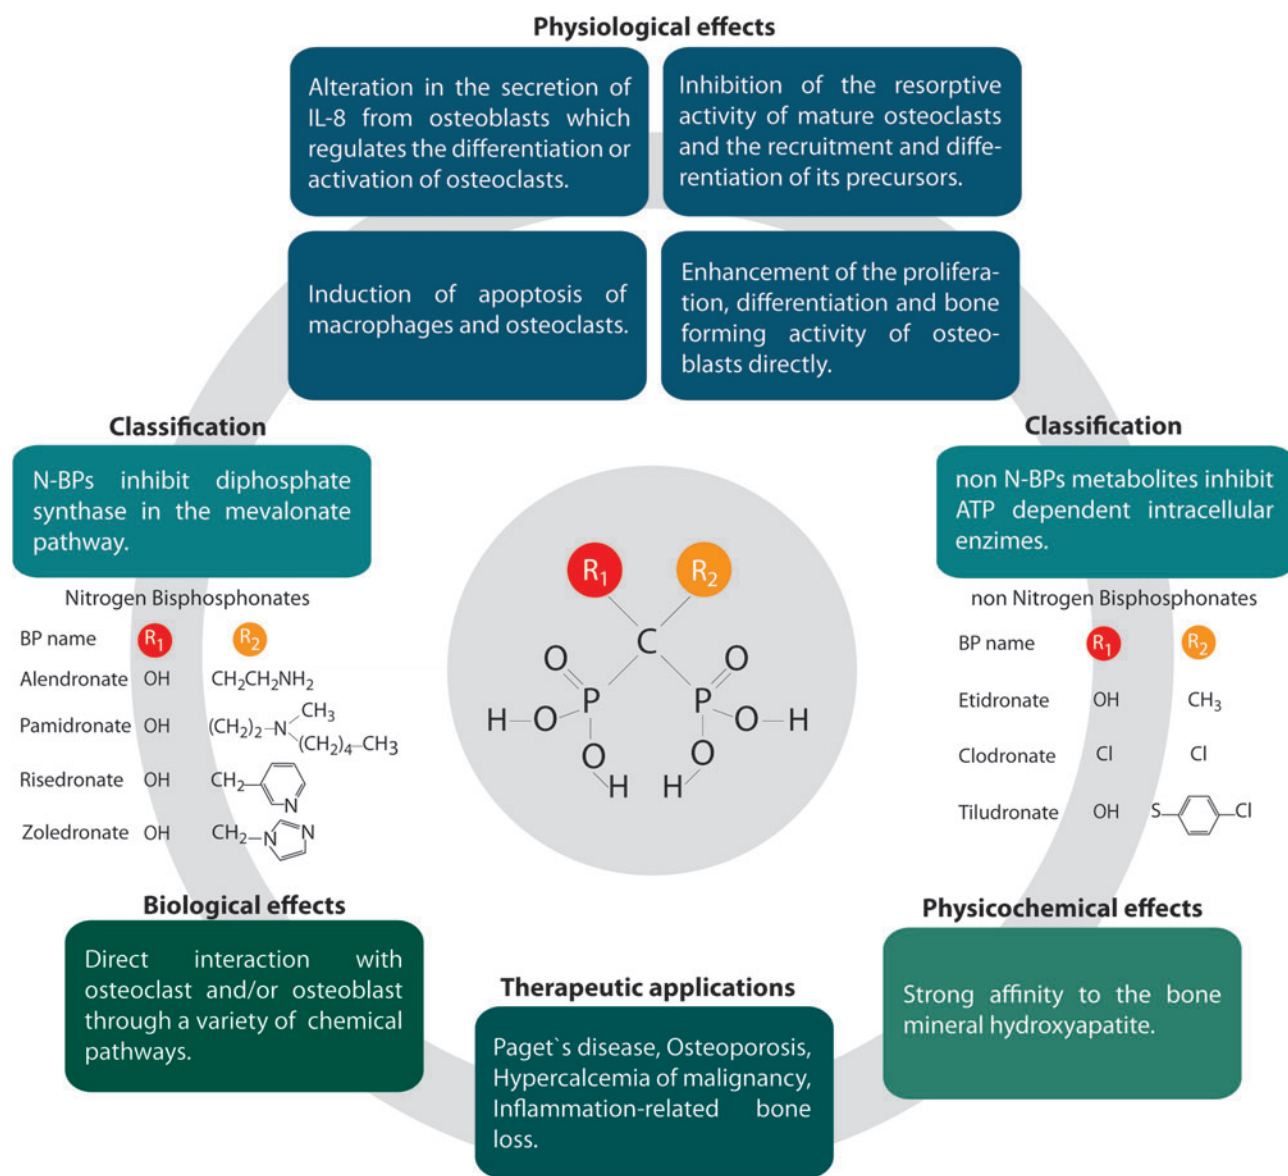 Physiological effects
Alteration in the secretion of
IL-8 from osteoblasts which
regulates the differentiation or
activation of osteoclasts.
Inhibition of the resorptive
activity of mature osteoclasts
and the recruitment and diffe-
rentiation of its precursors.
Induction of apoptosis of
macrophages and osteoclasts.
Enhancement of the prolifera-
tion, differentiation and bone
forming activity of osteo-
blasts directly.
Classification
N-BPs inhibit diphosphate
synthase in the mevalonate
pathway.
Nitrogen Bisphosphonates
BP name R1 R2
Alendronate OH CH2CH2NH2
Pamidronate OH (CH2)2–N CH3 (CH2)4–CH3
Risedronate OH CH2 N
Zoledronate OH CH2–N N
R1 R2
C
O O
P P
H–O O–H
O O
H H
Classification
non N-BPs metabolites inhibit
ATP dependent intracellular
enzimes.
non Nitrogen Bisphosphonates
BP name R1 R2
Etidronate OH CH3
Clodronate Cl Cl
Tiludronate OH S Cl
Biological effects
Direct interaction with
osteoclast and/or osteoblast
through a variety of chemical
pathways.
Therapeutic applications
Paget`s disease, Osteoporosis,
Hypercalcemia of malignancy,
Inflammation-related bone
loss.
Physicochemical effects
Strong affinity to the bone
mineral hydroxyapatite.